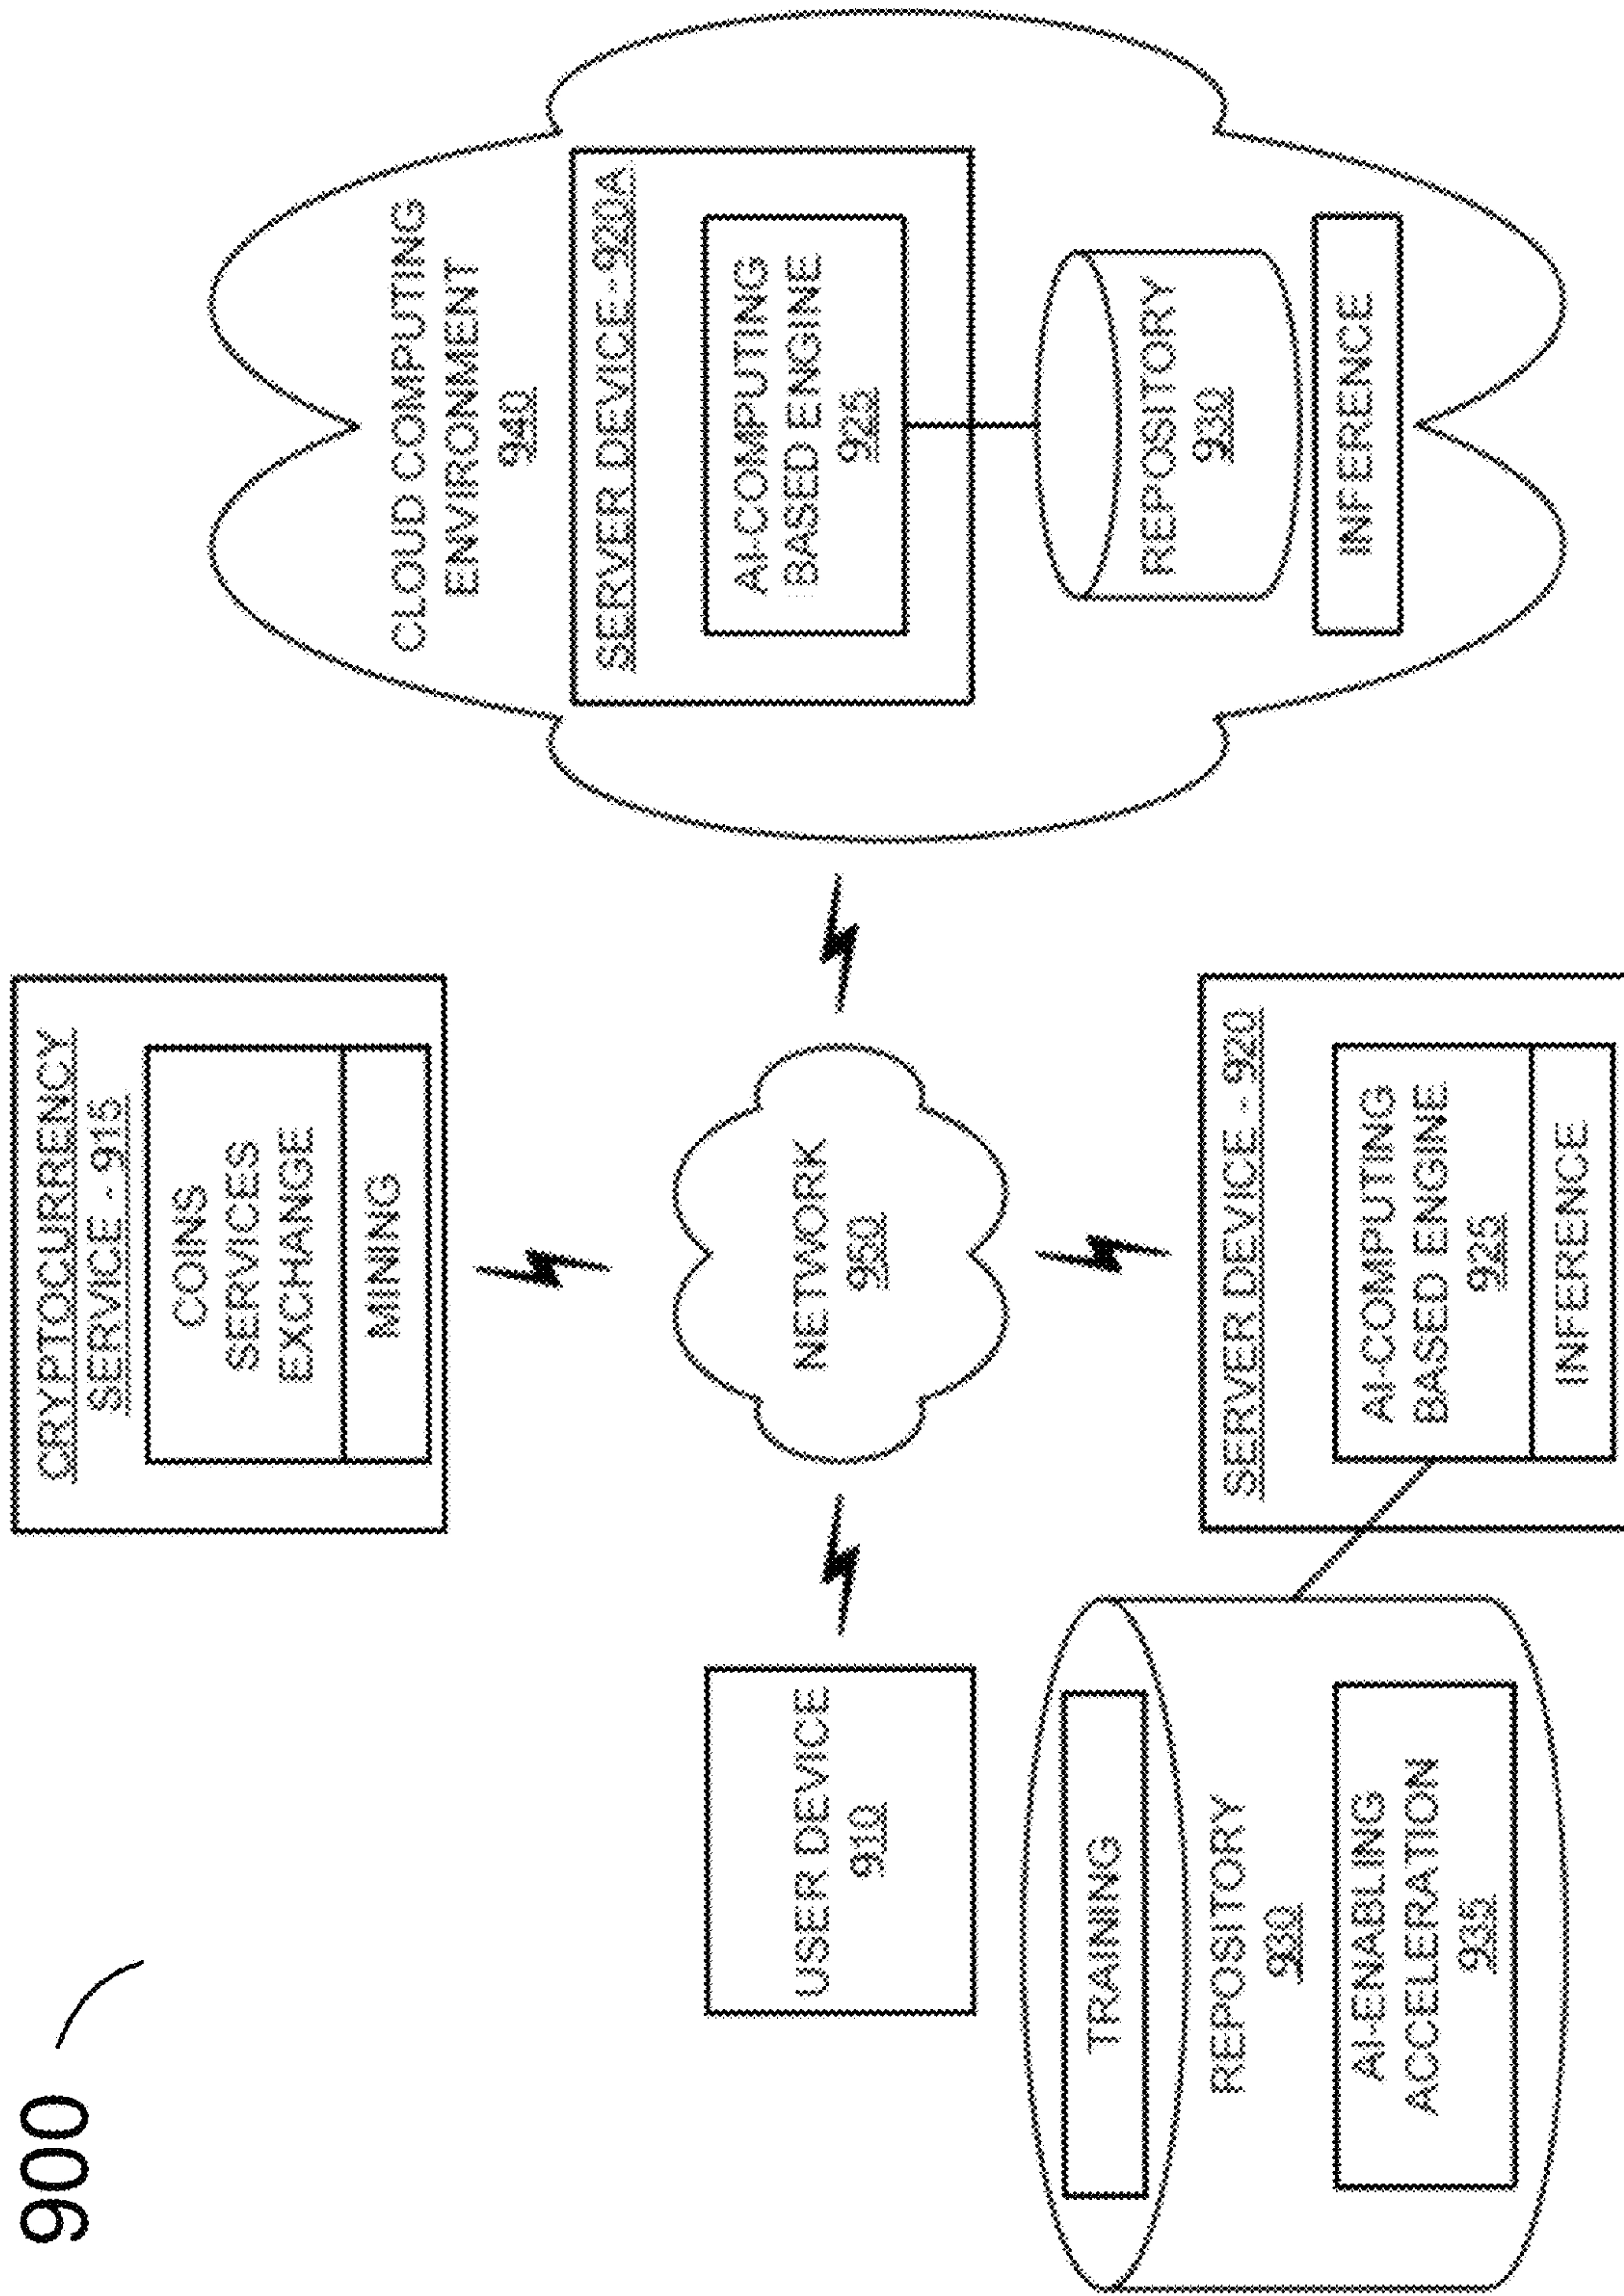 900
CRYPTOCURRENCY
SERVICE - 915
COINS
SERVICES
EXCHANGE
MINING
CLOUD COMPUTING
ENVIRONMENT
940
SERVER DEVICE - 920A
AI-COMPUTING
BASED ENGINE
925
REPOSITORY
930
INFERENCE
USER DEVICE
910
NETWORK
950
TRAINING
REPOSITORY
930
AI-ENABLING
ACCELERATION
935
SERVER DEVICE - 920
AI-COMPUTING
BASED ENGINE
925
INFERENCE